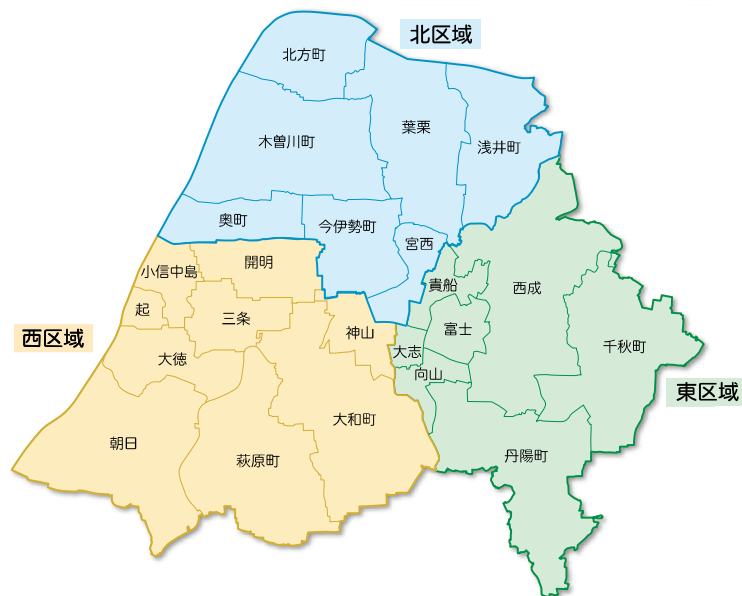 北区域
北方町
葉栗
木曽川町
浅井町
奥町
今伊勢町
宮西
小信中島
開明
貴船
西成
起
三条
神山
富士
西区域
大徳
大志
千秋町
向山
東区域
大和町
朝日
萩原町
丹陽町